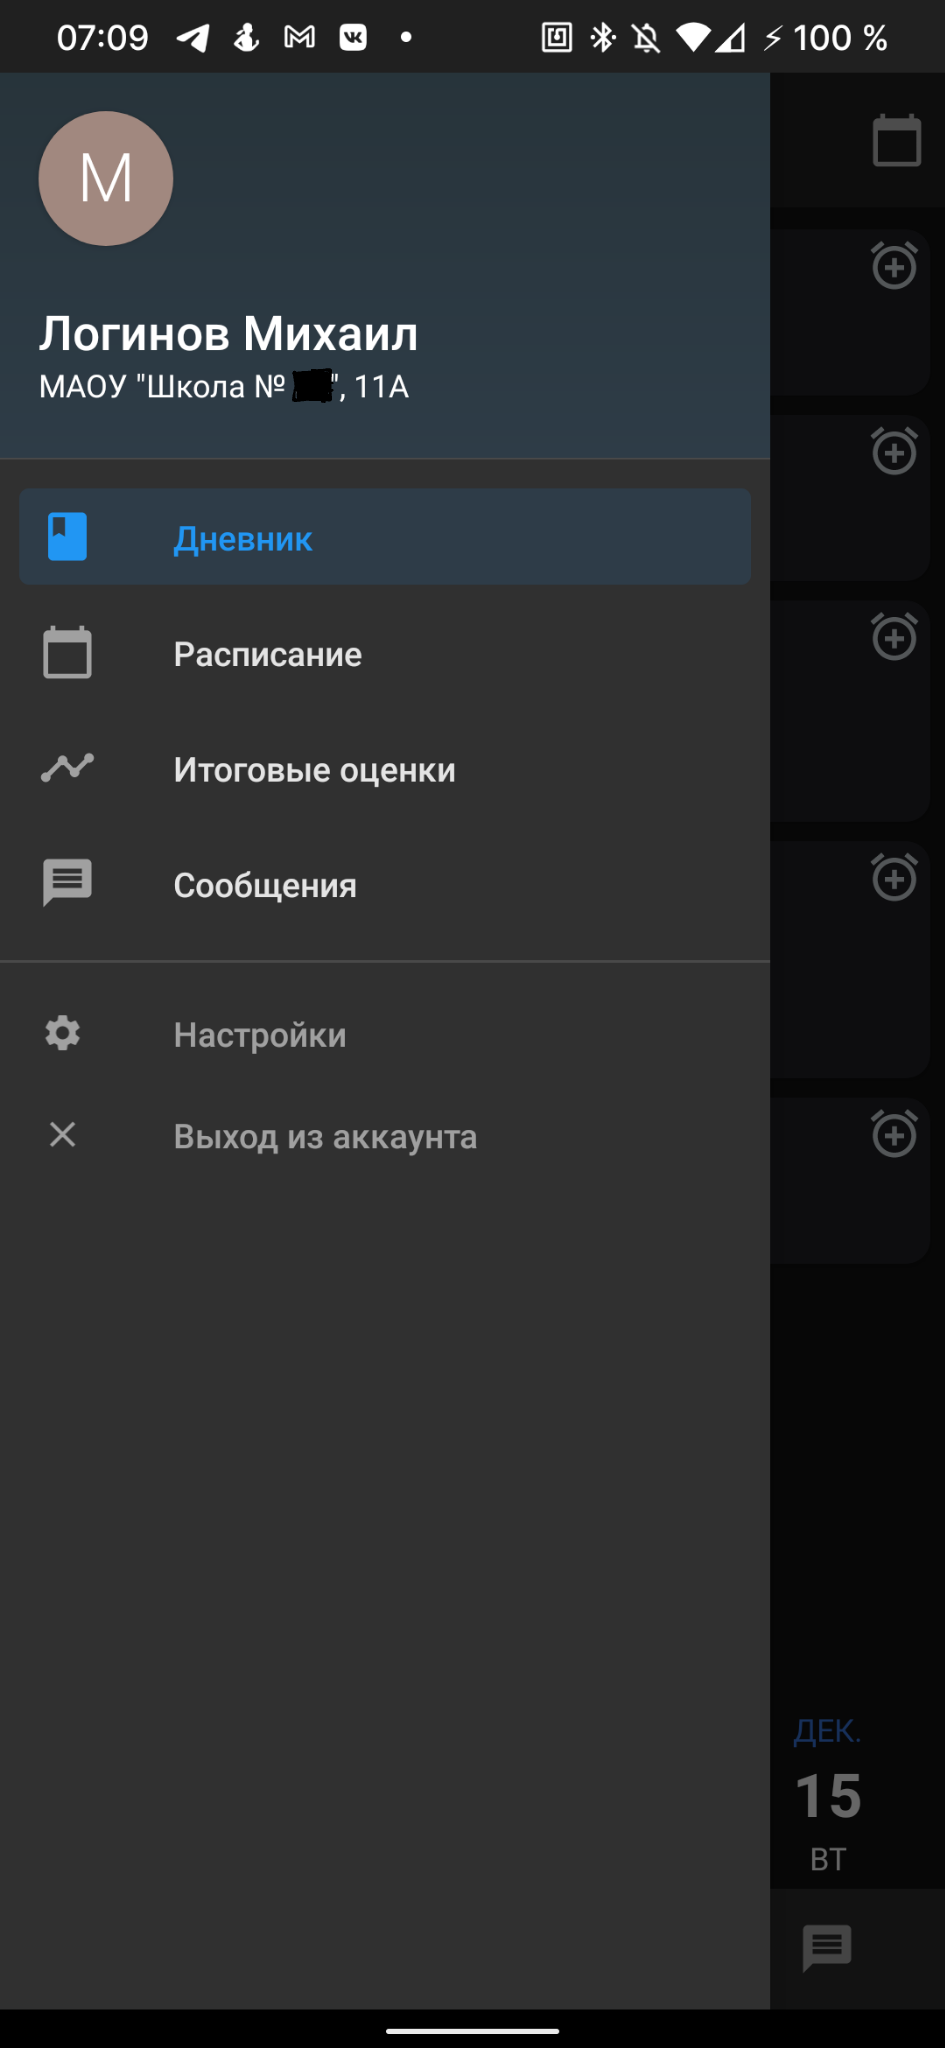 07:09 100 %
М
Логинов Михаил
МАОУ "Школа № ", 11А
Дневник
Расписание
Итоговые оценки
Сообщения
Настройки
Выход из аккаунта
ДЕК.
15
ВТ